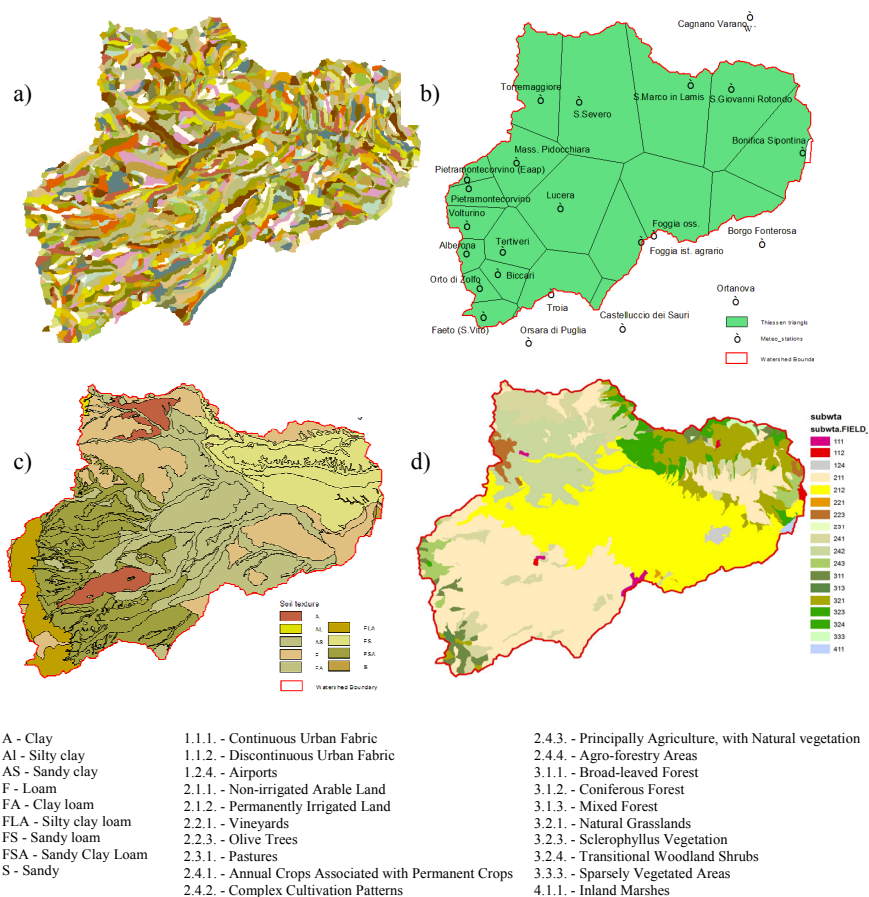 a)
b)
Cagnano Varano...
W
Torremaggiore
S.Severo
S.Marco in Lamis
S.Giovanni Rotondo
Mass. Pidocchiara
Bonifica Sipontina
Pietramontecorvino (Eaap)
Pietramontecorvino
Lucera
Volturino
Foggia oss.
Borgo Fonterosa
Alberona
Tertiveri
Foggia ist. agrario
Orto di Zolfo
Biccari
Troia
Ortanova
Castelluccio dei Sauri
Faeto (S.Vito)
Orsara di Puglia
Thiessen triangls
Meteo_stations
Watershed Bounda
c)
Soil texture
A
AL
FLA
AS
FS
F
FSA
FA
S
Watershed Boundary
d)
subwta
subwta.FIELD_
111
112
124
211
212
221
223
231
241
242
243
311
313
321
323
324
333
411
A - Clay
Al - Silty clay
AS - Sandy clay
F - Loam
FA - Clay loam
FLA - Silty clay loam
FS - Sandy loam
FSA - Sandy Clay Loam
S - Sandy
1.1.1. - Continuous Urban Fabric
1.1.2. - Discontinuous Urban Fabric
1.2.4. - Airports
2.1.1. - Non-irrigated Arable Land
2.1.2. - Permanently Irrigated Land
2.2.1. - Vineyards
2.2.3. - Olive Trees
2.3.1. - Pastures
2.4.1. - Annual Crops Associated with Permanent Crops
2.4.2. - Complex Cultivation Patterns
2.4.3. - Principally Agriculture, with Natural vegetation
2.4.4. - Agro-forestry Areas
3.1.1. - Broad-leaved Forest
3.1.2. - Coniferous Forest
3.1.3. - Mixed Forest
3.2.1. - Natural Grasslands
3.2.3. - Sclerophyllus Vegetation
3.2.4. - Transitional Woodland Shrubs
3.3.3. - Sparsely Vegetated Areas
4.1.1. - Inland Marshes